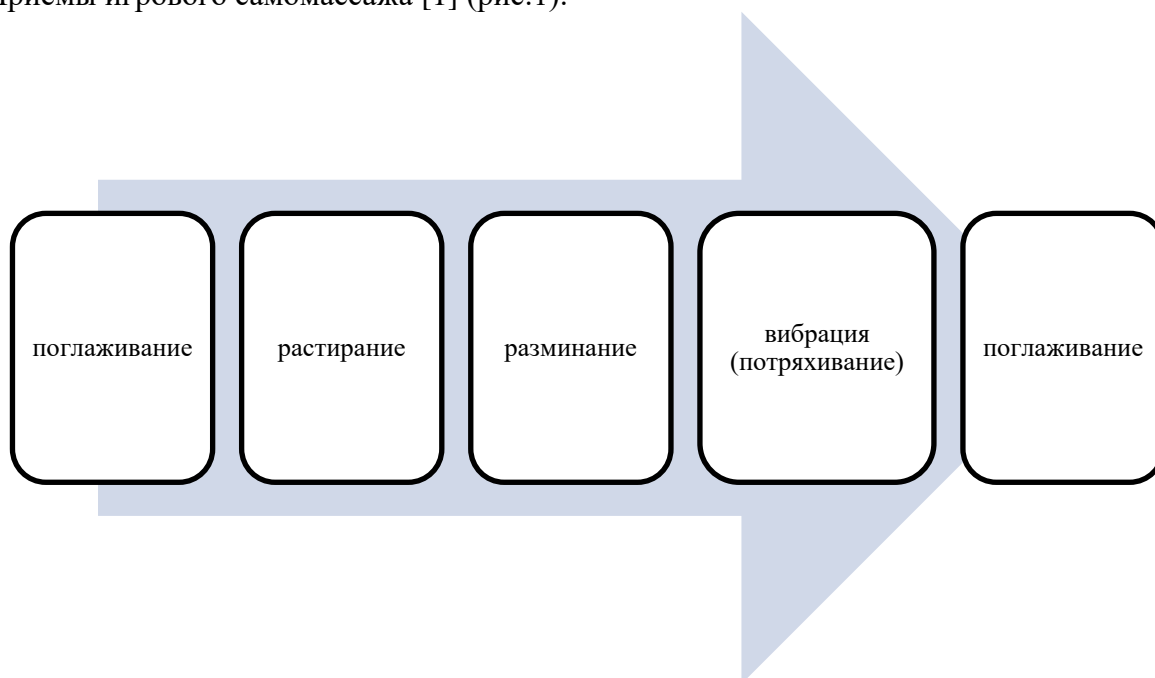 приемы игрового самомассажа [1] (рис.1).
поглаживание
растирание
разминание
вибрация
(потряхивание)
поглаживание